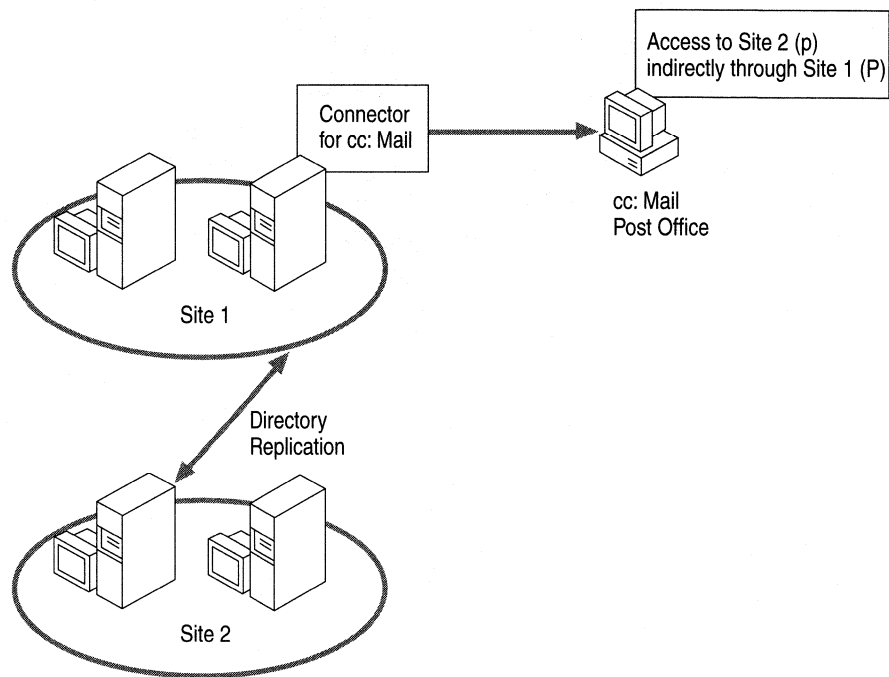 Access to Site 2 (p)
indirectly through Site 1 (P)
Connector
for cc: Mail
cc: Mail
Post Office
Site 1
Directory
Replication
Site 2